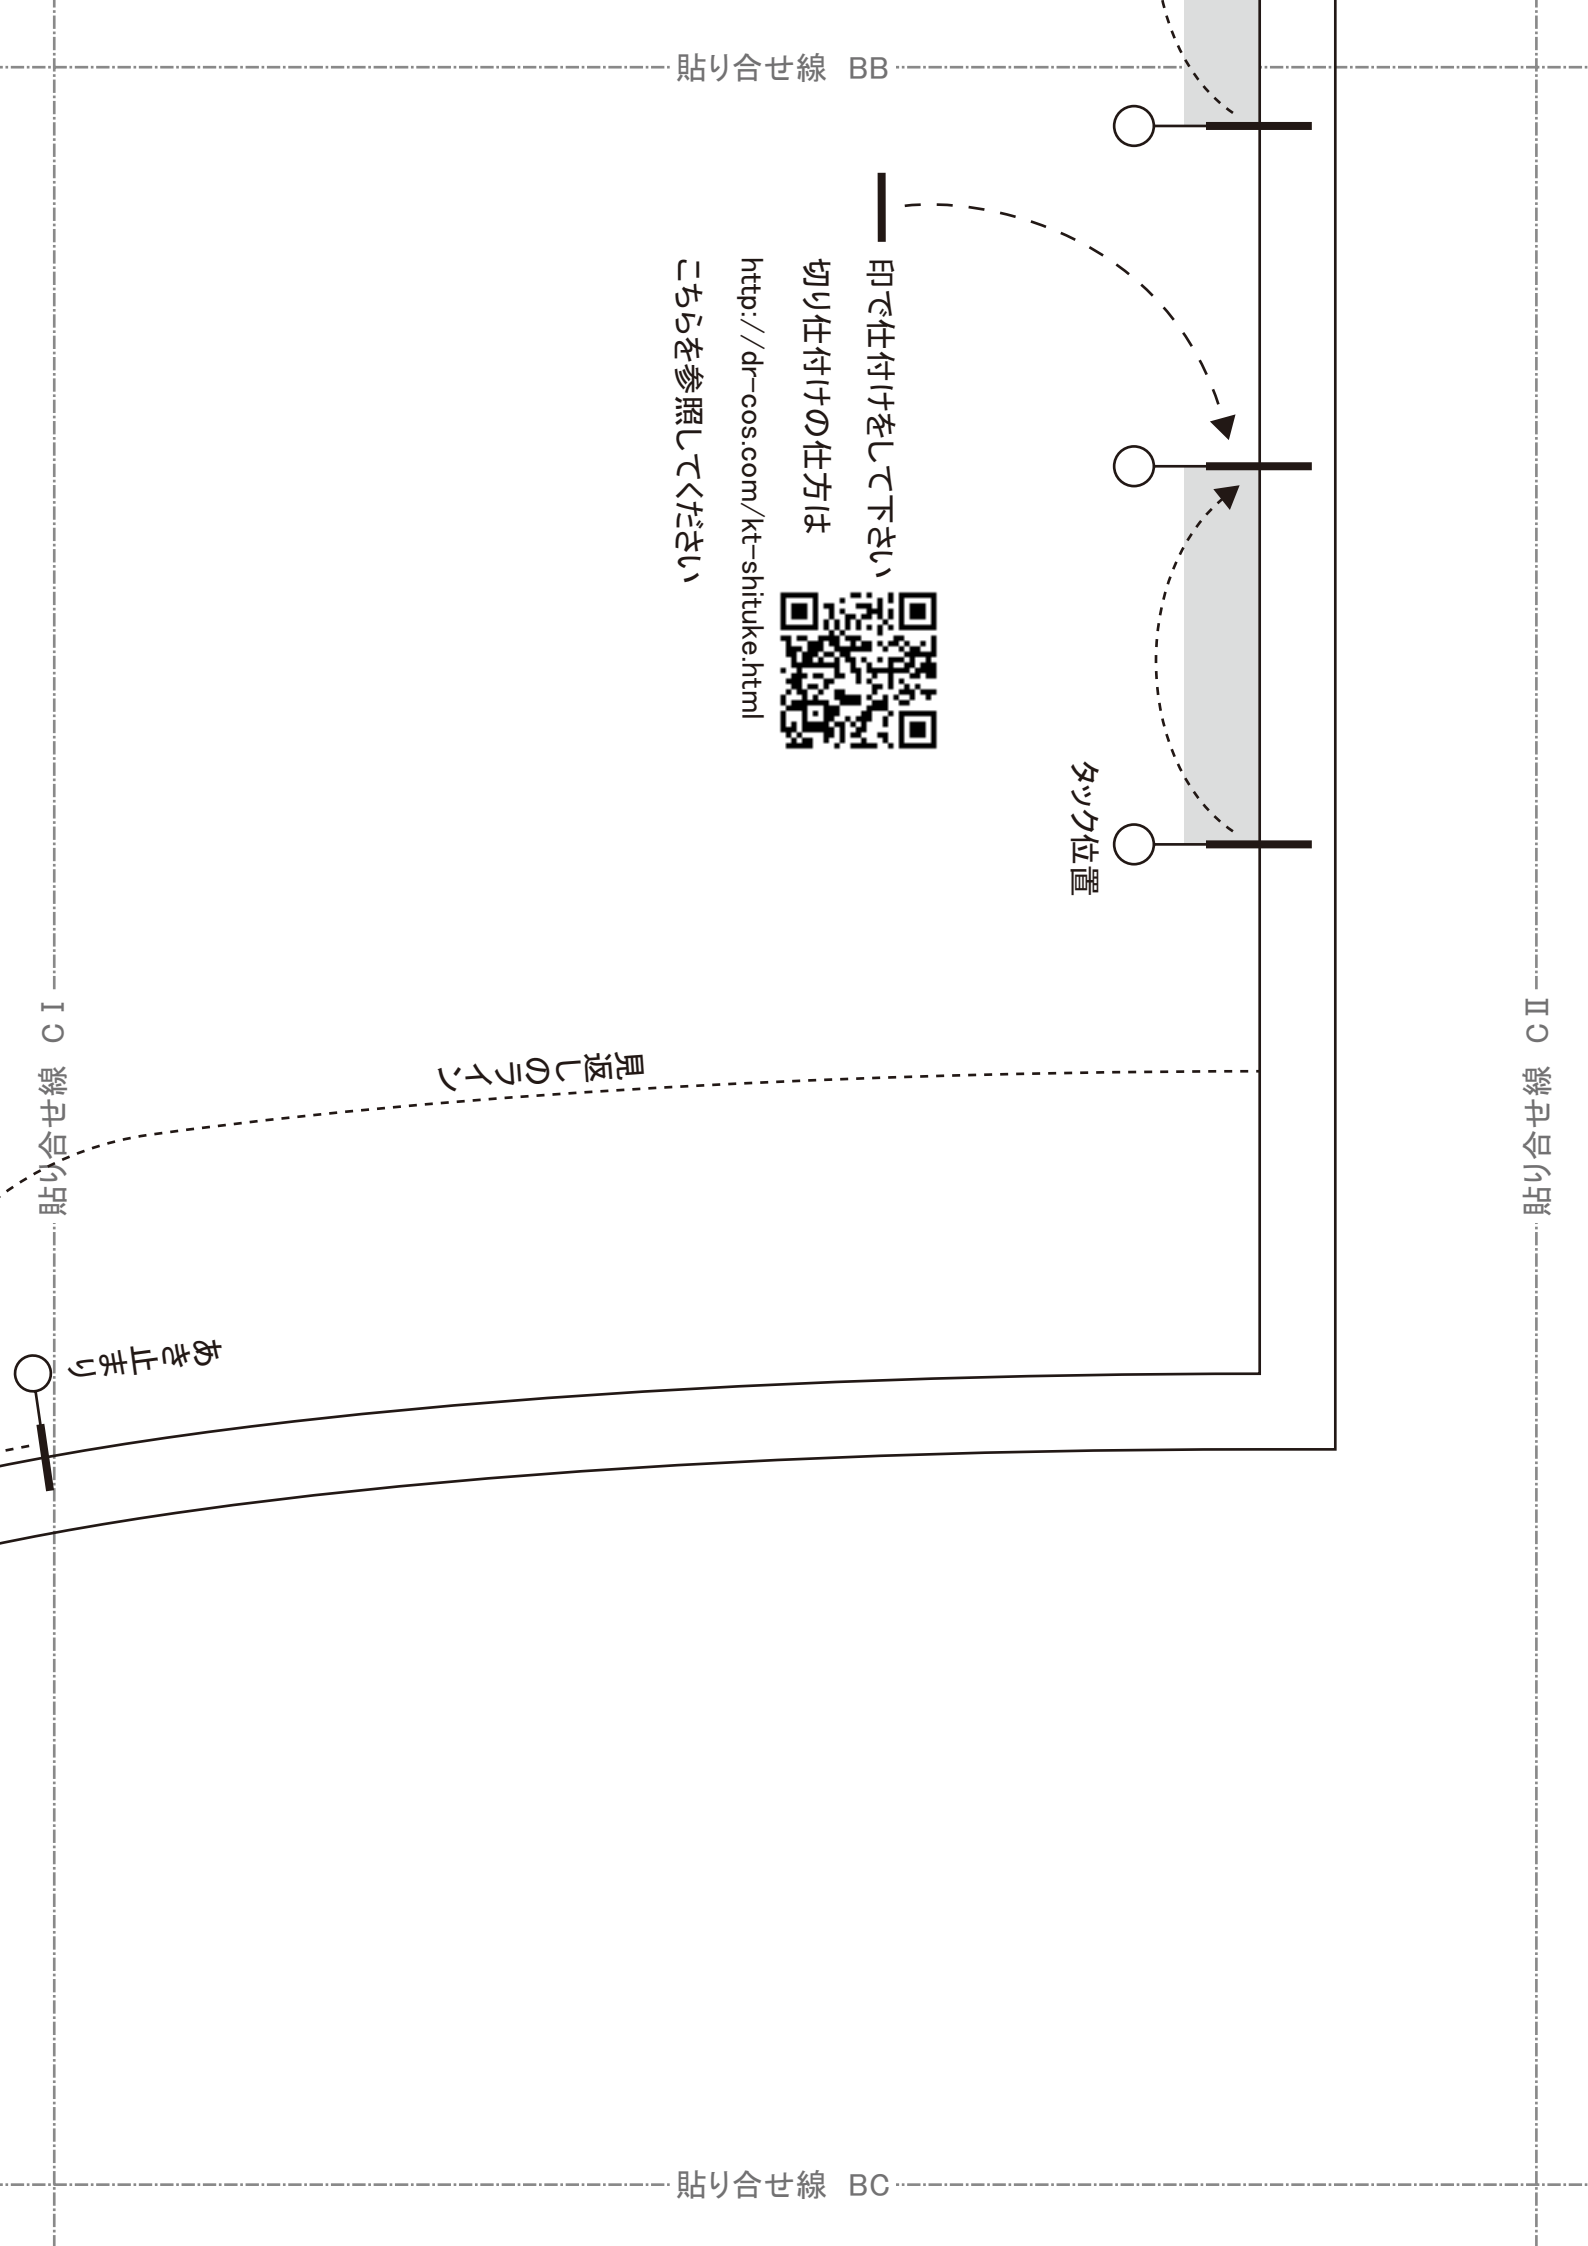 貼り合せ線 BB
印で仕付けをして下さい
切り仕付けの仕方は
http://dr-cos.com/kt-shituke.html
こちらを参照してください
タック位置
貼り合せ線 CⅠ
貼り合せ線 CⅡ
見返しのライン
あき止まり
貼り合せ線 BC